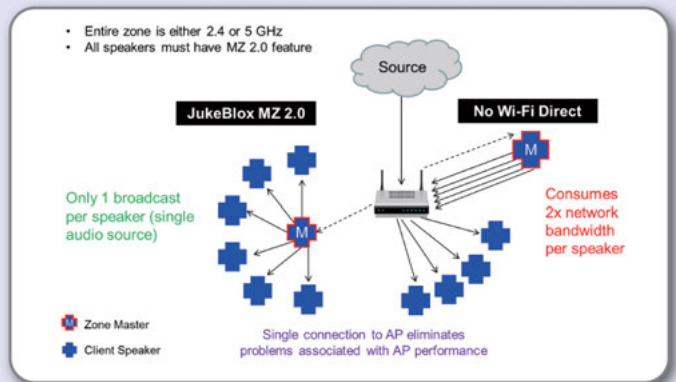 • Entire zone is either 2.4 or 5 GHz
• All speakers must have MZ 2.0 feature
Source
JukeBlox MZ 2.0
No Wi-Fi Direct
M
Only 1 broadcast
per speaker (single
audio source)
M
Consumes
2x network
bandwidth
per speaker
M Zone Master
Client Speaker
Single connection to AP eliminates
problems associated with AP performance